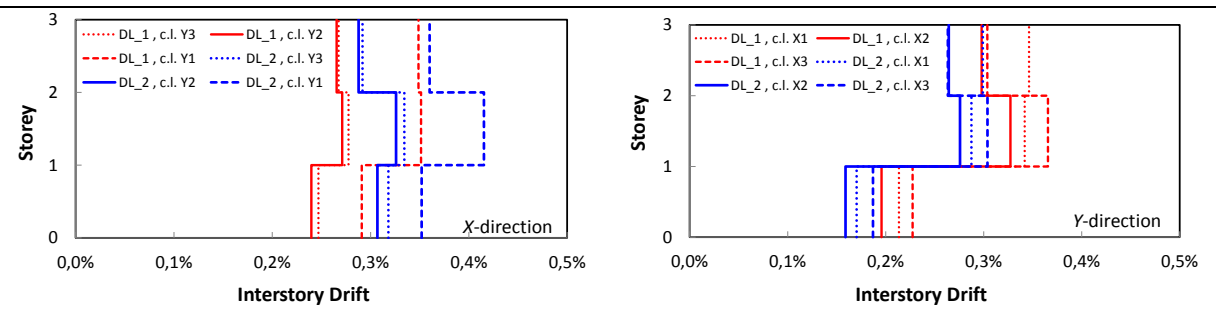 3
DL_1 , c.l. Y3 DL_1 , c.l. Y2
DL_1 , c.l. Y1 DL_2 , c.l. Y3
DL_2 , c.l. Y2 DL_2 , c.l. Y1
2
Storey
1
X-direction
0
0,0% 0,1% 0,2% 0,3% 0,4% 0,5%
Interstory Drift
3
DL_1 , c.l. X1 DL_1 , c.l. X2
DL_1 , c.l. X3 DL_2 , c.l. X1
DL_2 , c.l. X2 DL_2 , c.l. X3
2
Storey
1
Y-direction
0
0,0% 0,1% 0,2% 0,3% 0,4% 0,5%
Interstory Drift